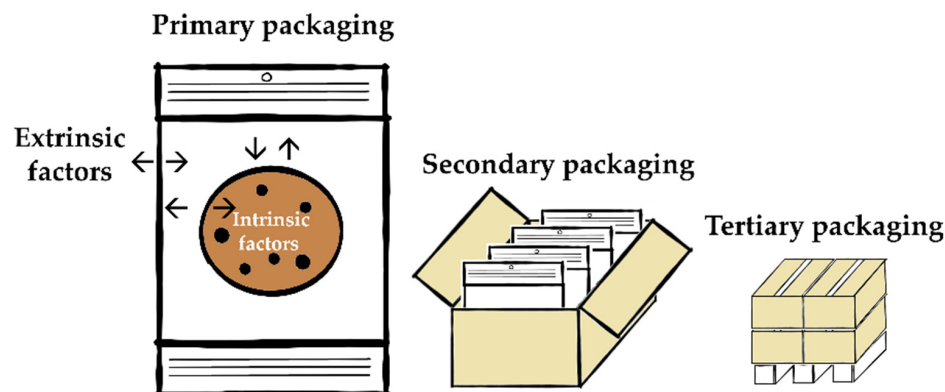 Primary packaging
Extrinsic
factors
Intrinsic
factors
Secondary packaging
Tertiary packaging